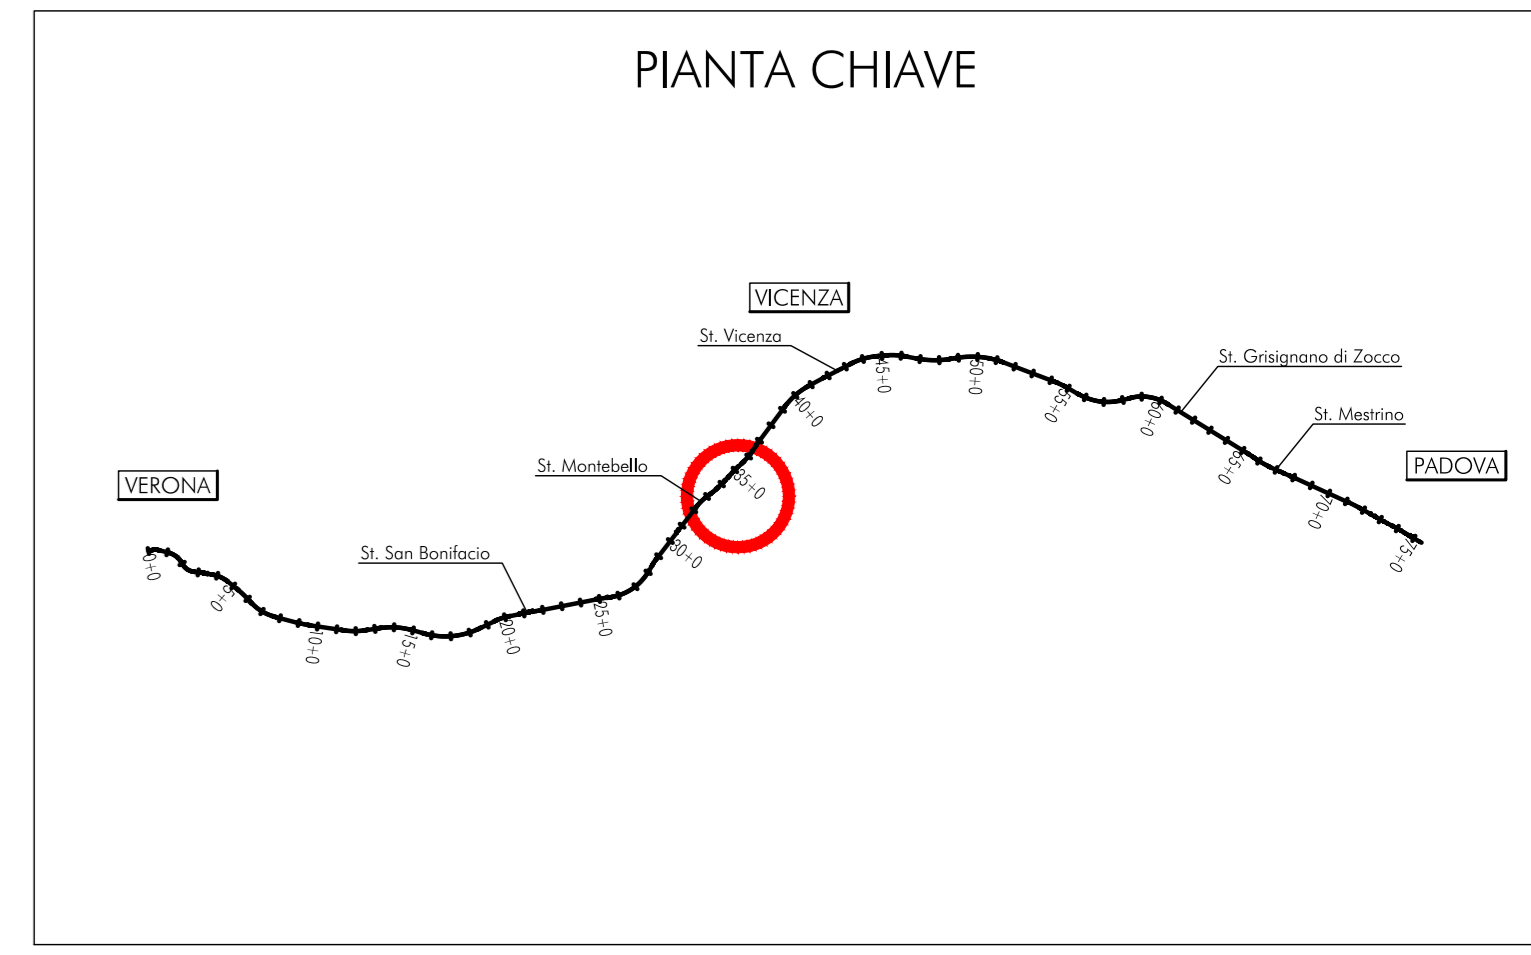 PIANTA CHIAVE
VICENZA
St. Vicenza
St. Grisignano di Zocco
St. Mestrino
St. Montebello
PADOVA
VERONA
St. San Bonifacio
0+0
5+0
10+0
15+0
20+0
25+0
30+0
35+0
40+0
45+0
50+0
55+0
60+0
65+0
70+0
75+0